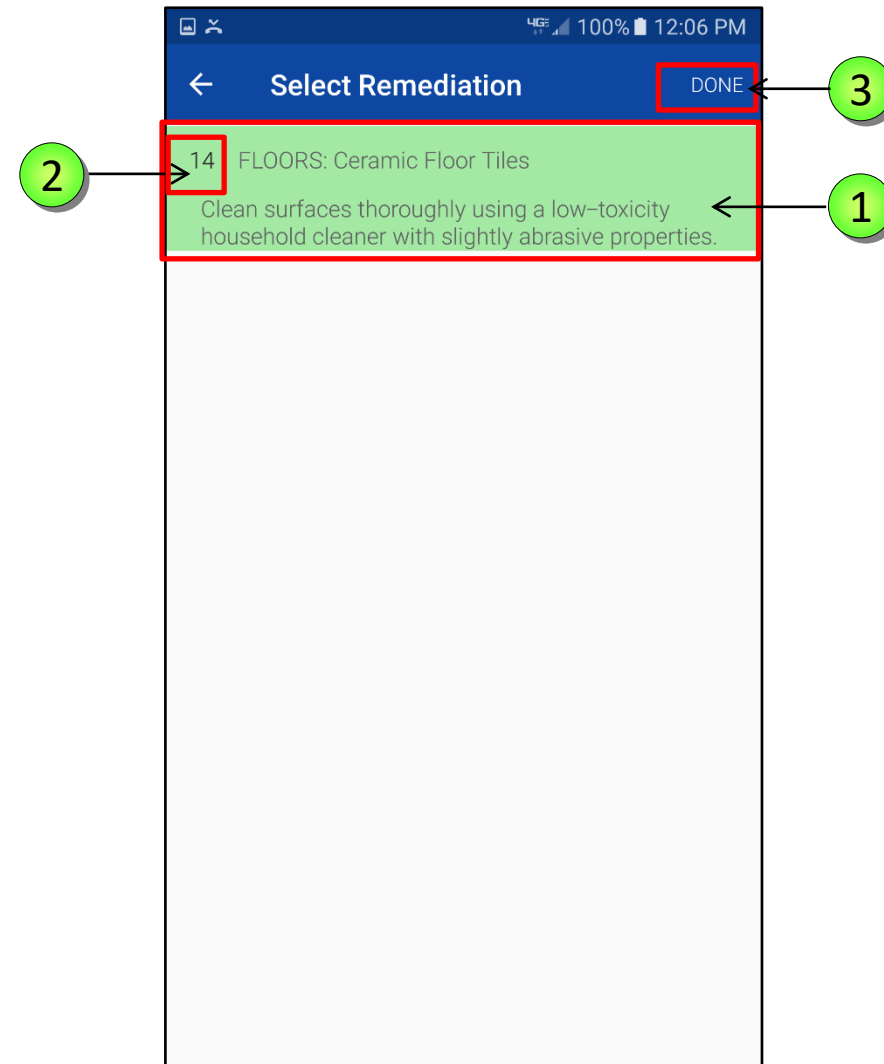 4G 100% 12:06 PM
Select Remediation DONE
3
14 FLOORS: Ceramic Floor Tiles
2
Clean surfaces thoroughly using a low-toxicity
1
household cleaner with slightly abrasive properties.